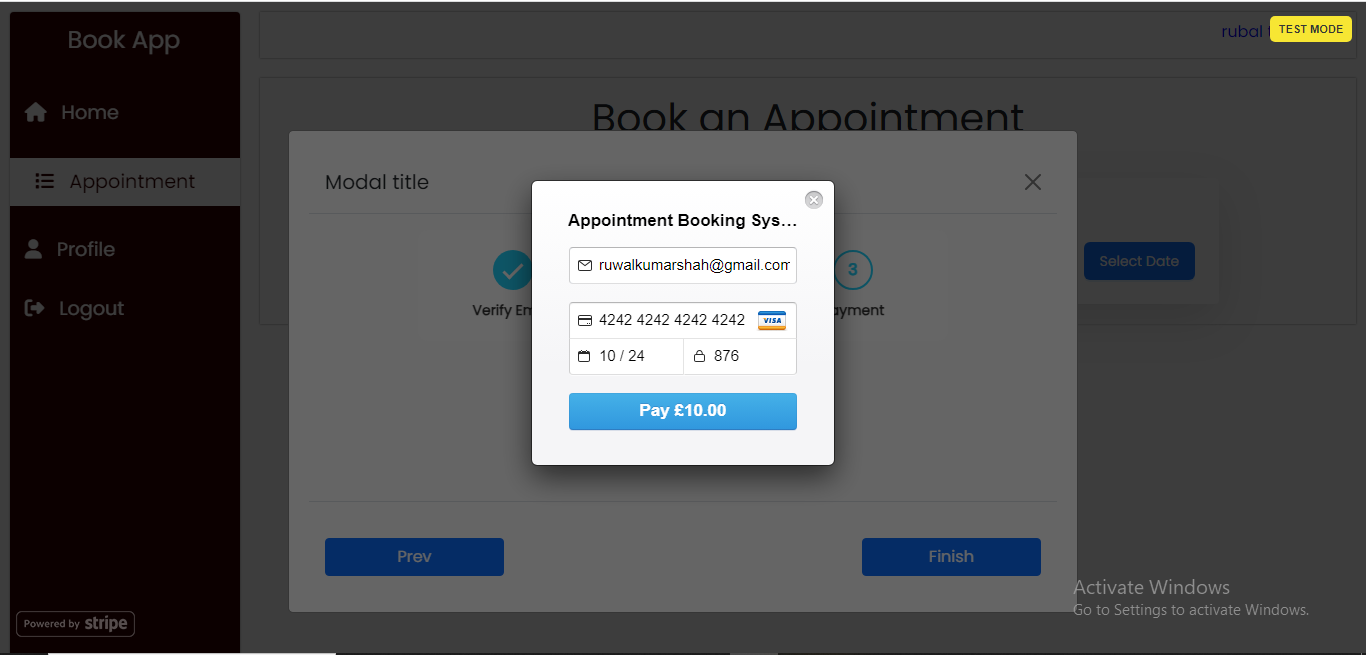 Book App
rubal
TEST MODE
Home
Book an Appointment
Appointment
Modal title
Appointment Booking Sys...
Profile
ruwalkumarshah@gmail.com
3
Select Date
Logout
Verify Em
ayment
4242 4242 4242 4242 VISA
10 / 24 876
Pay £10.00
Prev
Finish
Activate Windows
Go to Settings to activate Windows.
Powered by stripe